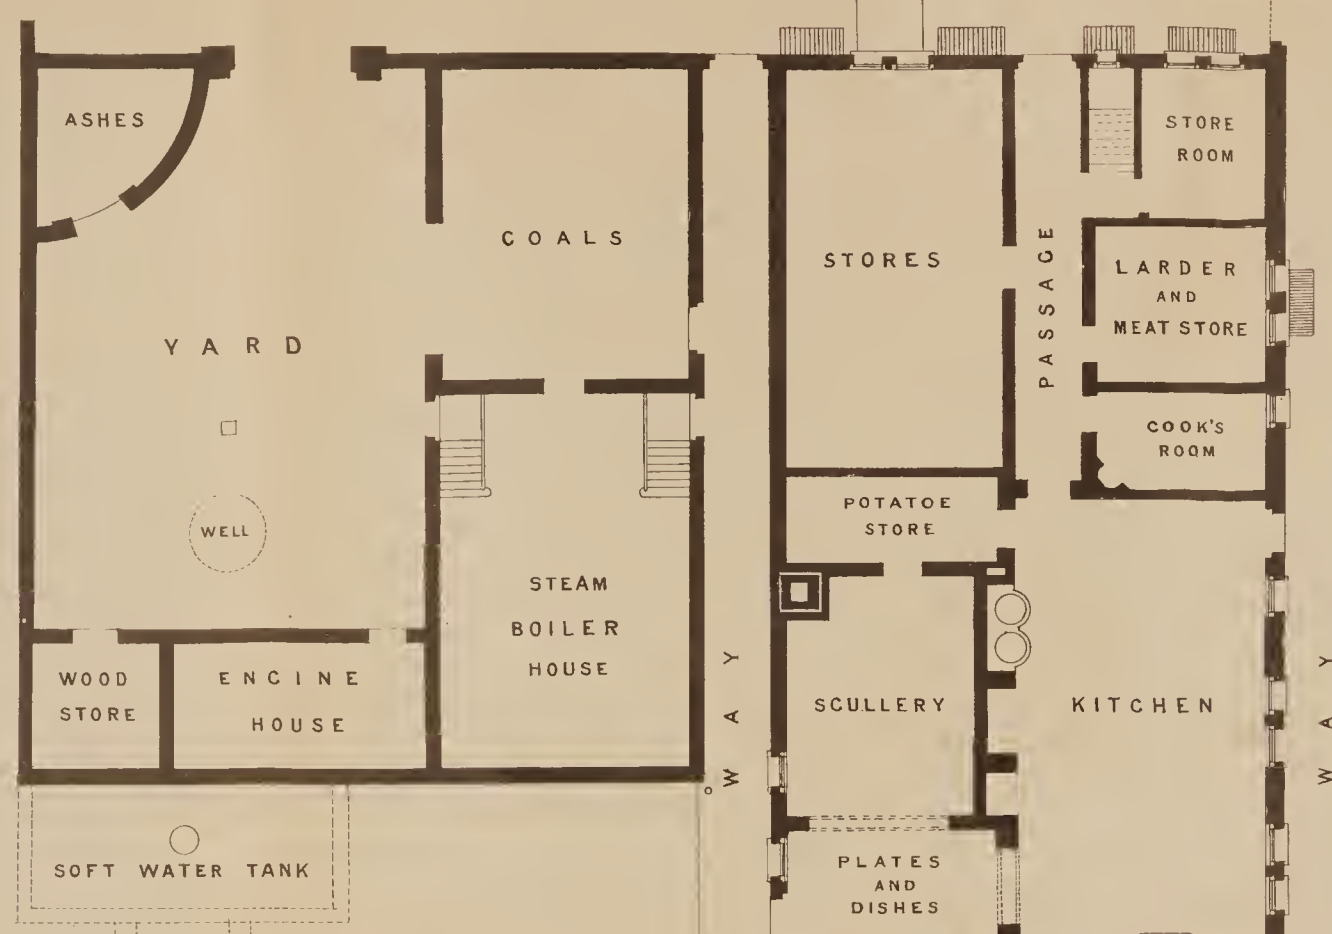 ASHES
YARD
WELL
WOOD
STORE
ENGINE
HOUSE
SOFT WATER TANK
COALS
STEAM
BOILER
HOUSE
WAY
STORES
POTATOE
STORE
SCULLERY
PLATES
AND
DISHES
PASSAGE
STORE
ROOM
LARDER
AND
MEAT STORE
COOK'S
ROOM
KITCHEN
WAY